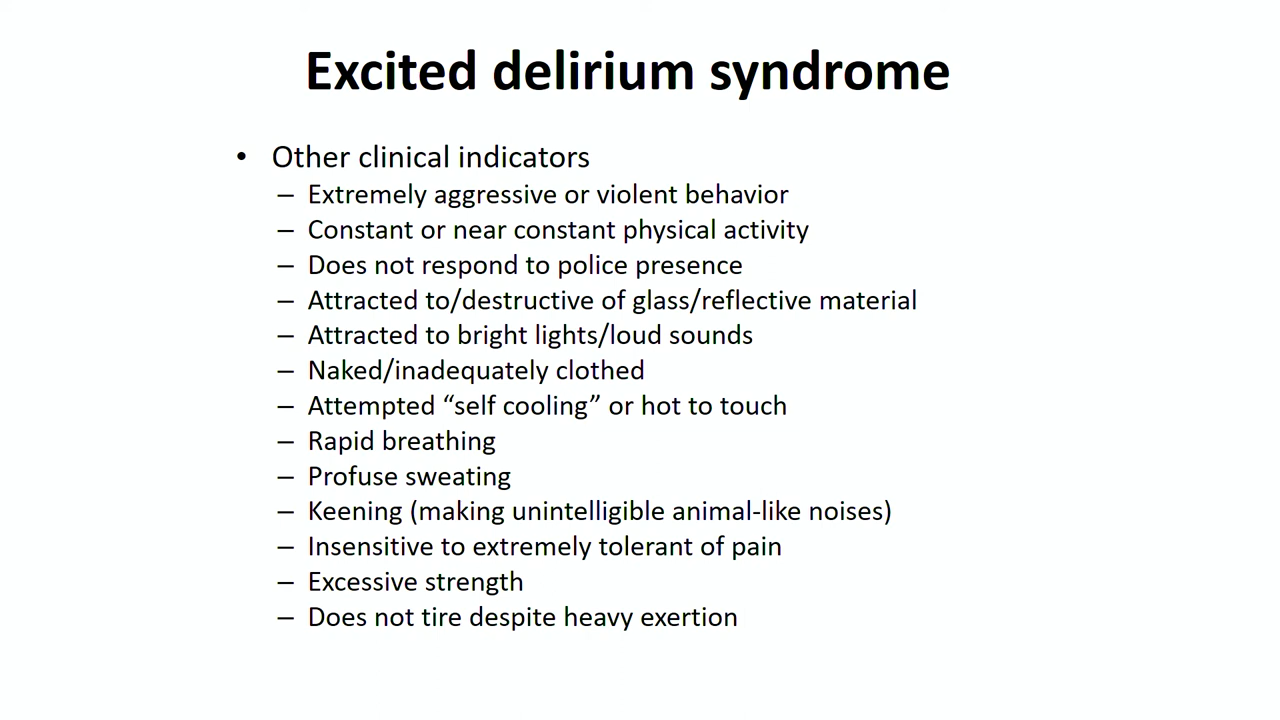 Excited delirium syndrome
• Other clinical indicators
– Extremely aggressive or violent behavior
– Constant or near constant physical activity
– Does not respond to police presence
– Attracted to/destructive of glass/reflective material
– Attracted to bright lights/loud sounds
– Naked/inadequately clothed
– Attempted “self cooling” or hot to touch
– Rapid breathing
– Profuse sweating
– Keening (making unintelligible animal-like noises)
– Insensitive to extremely tolerant of pain
– Excessive strength
– Does not tire despite heavy exertion